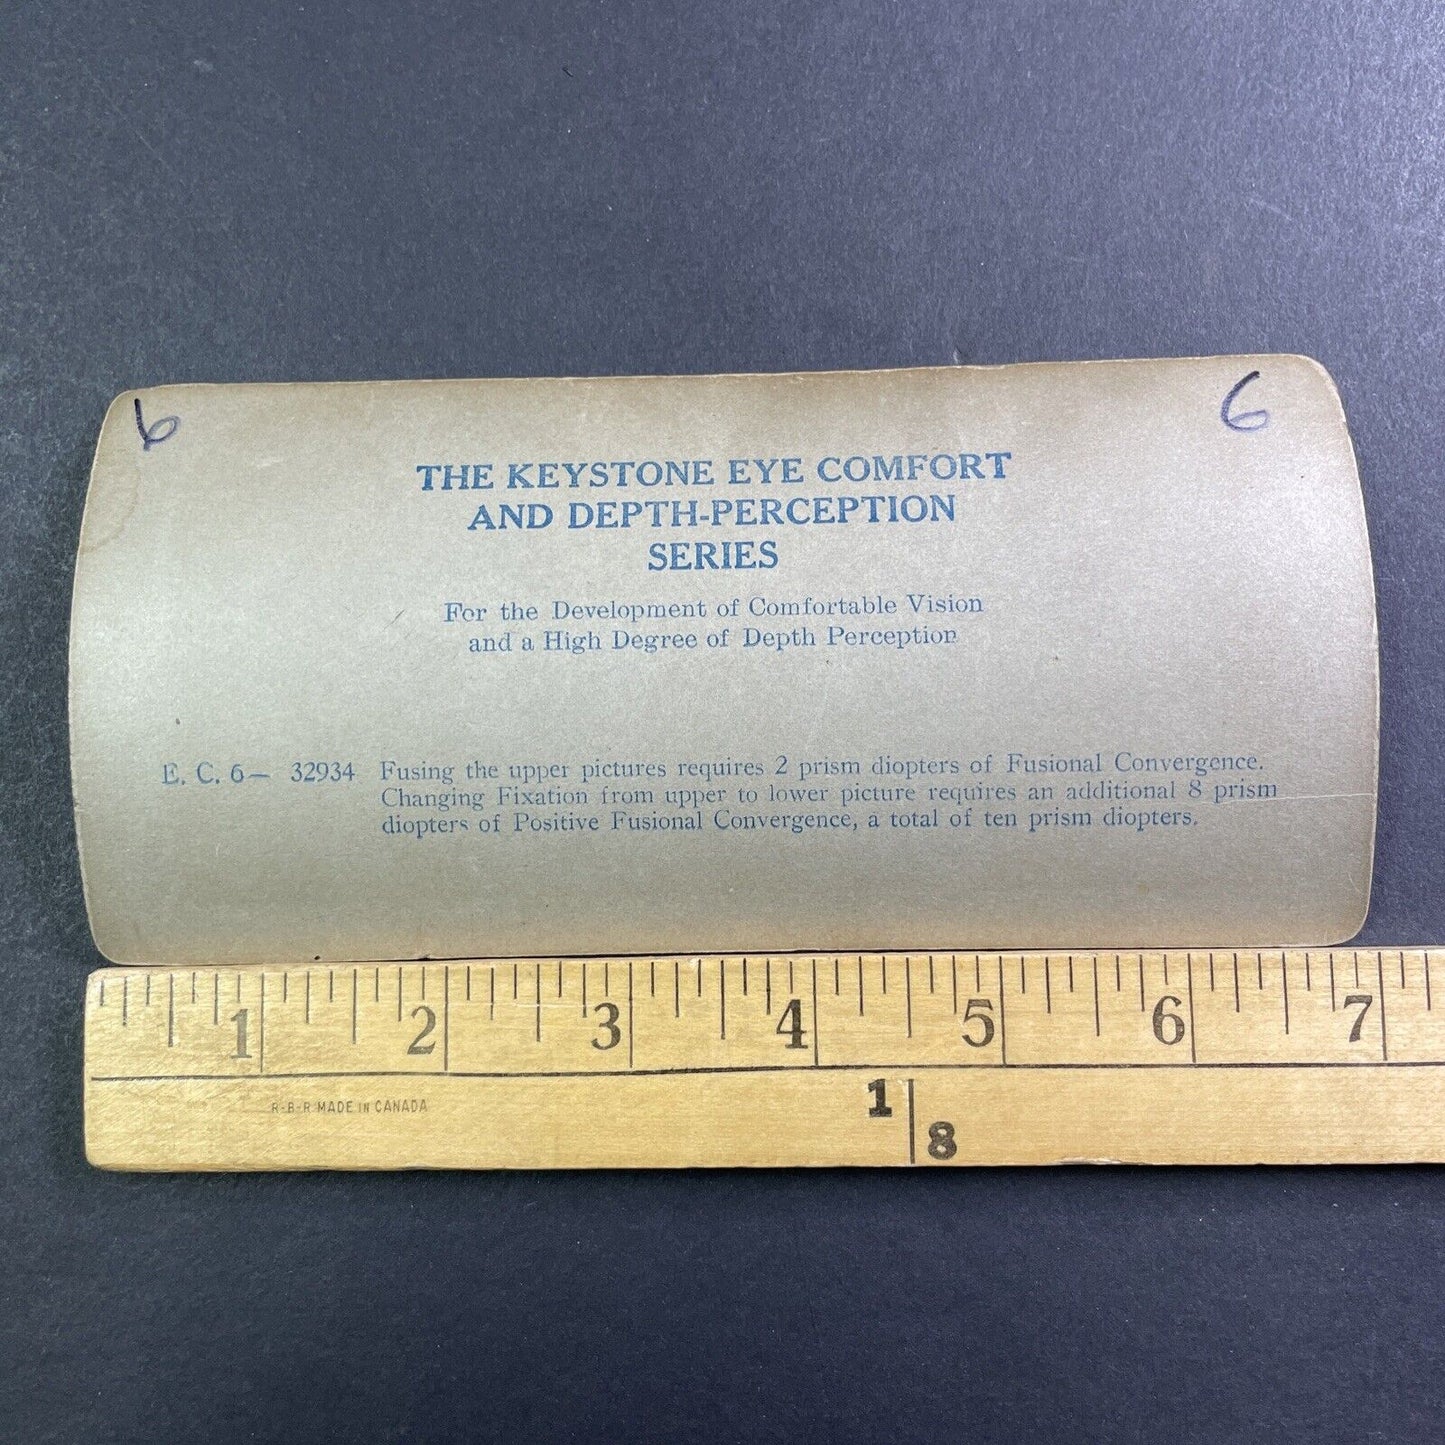 6 6
THE KEYSTONE EYE COMFORT
AND DEPTH-PERCEPTION
SERIES
For the Development of Comfortable Vision
and a High Degree of Depth Perception
E. C. 6— 32934 Fusing the upper pictures requires 2 prism diopters of Fusional Convergence.
Changing Fixation from upper to lower picture requires an additional 8 prism
diopters of Positive Fusional Convergence, a total of ten prism diopters.
1 2 3 4 5 6 7
R-B-R MADE IN CANADA
1
8